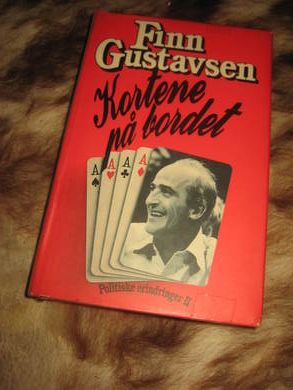 Finn
Gustavsen
Kortene
på bordet
A A A A
Politiske erindringer II